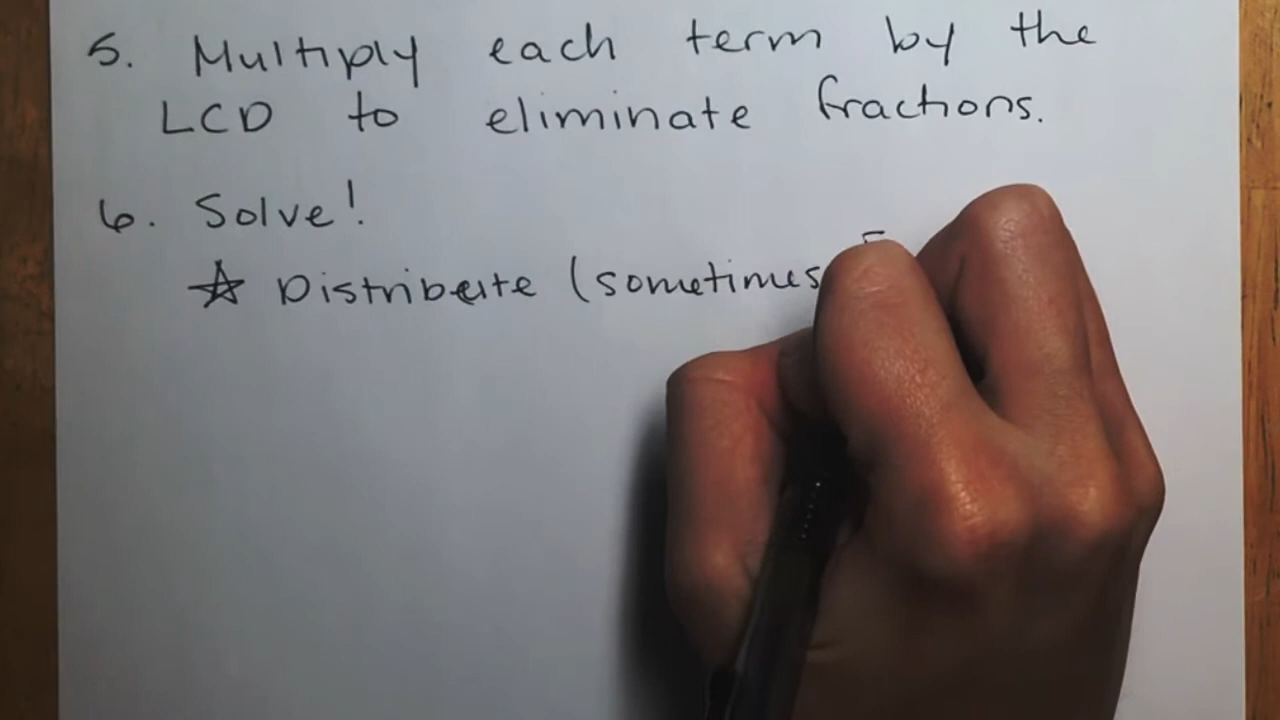 5. Multiply each term by the
LCD to eliminate fractions.
6. Solve!
☆ Distribute (sometimes